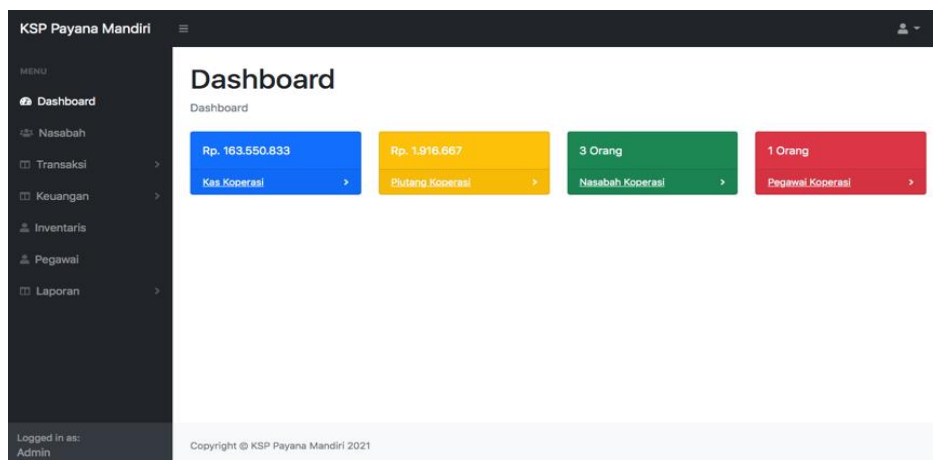 KSP Payana Mandiri
MENU
Dashboard
Nasabah
Transaksi
Keuangan
Inventaris
Pegawai
Laporan
Logged in as:
Admin
Dashboard
Dashboard
Rp. 163.550.833
Kas Koperasi
Rp. 1.916.667
Piutang Koperasi
3 Orang
Nasabah Koperasi
1 Orang
Pegawai Koperasi
Copyright © KSP Payana Mandiri 2021